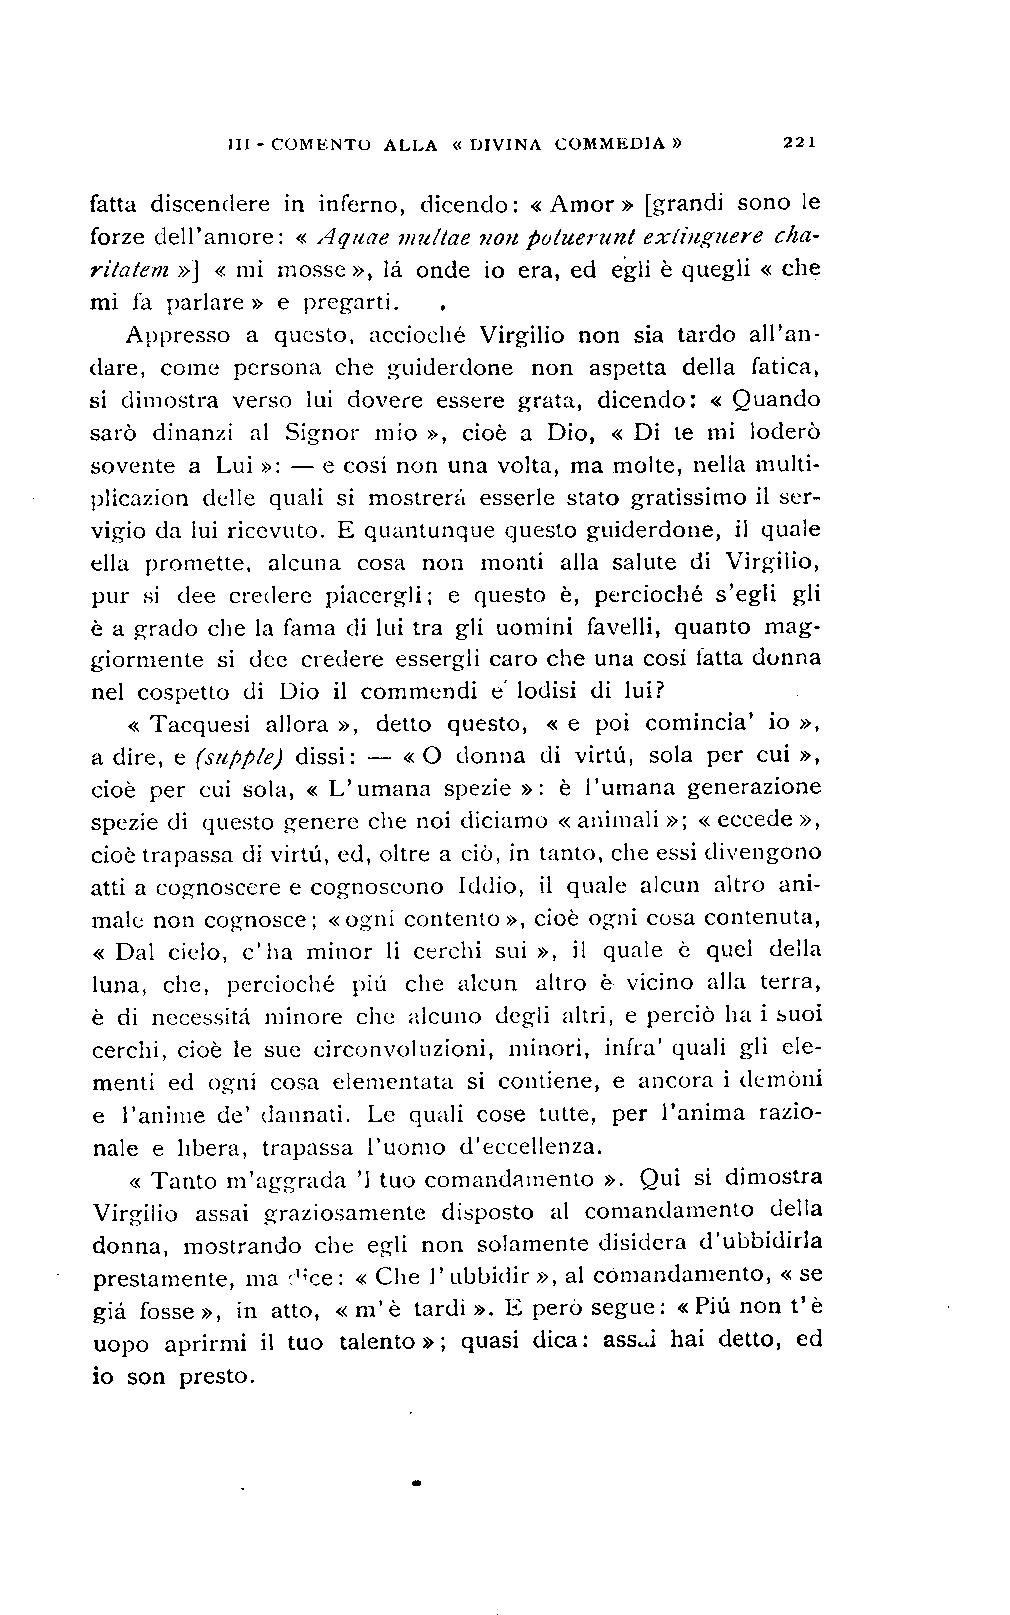 III - COMENTO ALLA « DIVINA COMMEDIA » 221
fatta discendere in inferno, dicendo: « Amor » [grandi sono le
forze dell'amore: « Aquae multae non potuerunt extinguere cha-
ritatem »] « mi mosse », lá onde io era, ed egli è quegli « che
mi fa parlare » e pregarti.
Appresso a questo, accioché Virgilio non sia tardo all'an-
dare, come persona che guiderdone non aspetta della fatica,
si dimostra verso lui dovere essere grata, dicendo: « Quando
sarò dinanzi al Signor mio », cioè a Dio, « Di te mi loderò
sovente a Lui »: — e cosí non una volta, ma molte, nella multi-
plicazion delle quali si mostrerá esserle stato gratissimo il ser-
vigio da lui ricevuto. E quantunque questo guiderdone, il quale
ella promette, alcuna cosa non monti alla salute di Virgilio,
pur si dee credere piacergli; e questo è, percioché s'egli gli
è a grado che la fama di lui tra gli uomini favelli, quanto mag-
giormente si dee credere essergli caro che una cosí fatta donna
nel cospetto di Dio il commendi e lodisi di lui?
« Tacquesi allora », detto questo, « e poi comincia' io »,
a dire, e (supple) dissi: — « O donna di virtú, sola per cui »,
cioè per cui sola, « L'umana spezie »: è l'umana generazione
spezie di questo genere che noi diciamo « animali »; « eccede »,
cioè trapassa di virtú, ed, oltre a ciò, in tanto, che essi divengono
atti a cognoscere e cognoscono Iddio, il quale alcun altro ani-
male non cognosce; « ogni contento », cioè ogni cosa contenuta,
« Dal cielo, c'ha minor li cerchi sui », il quale è quel della
luna, che, percioché piú che alcun altro è vicino alla terra,
è di necessitá minore che alcuno degli altri, e perciò ha i suoi
cerchi, cioè le sue circonvoluzioni, minori, infra' quali gli ele-
menti ed ogni cosa elementata si contiene, e ancora i demòni
e l'anime de' dannati. Le quali cose tutte, per l'anima razio-
nale e libera, trapassa l'uomo d'eccellenza.
« Tanto m'aggrada 'l tuo comandamento ». Qui si dimostra
Virgilio assai graziosamente disposto al comandamento della
donna, mostrando che egli non solamente disidera d'ubbidirla
prestamente, ma dice: « Che l'ubbidir », al comandamento, « se
giá fosse », in atto, « m'è tardi ». E però segue: « Piú non t'è
uopo aprirmi il tuo talento »; quasi dica: assai hai detto, ed
io son presto.